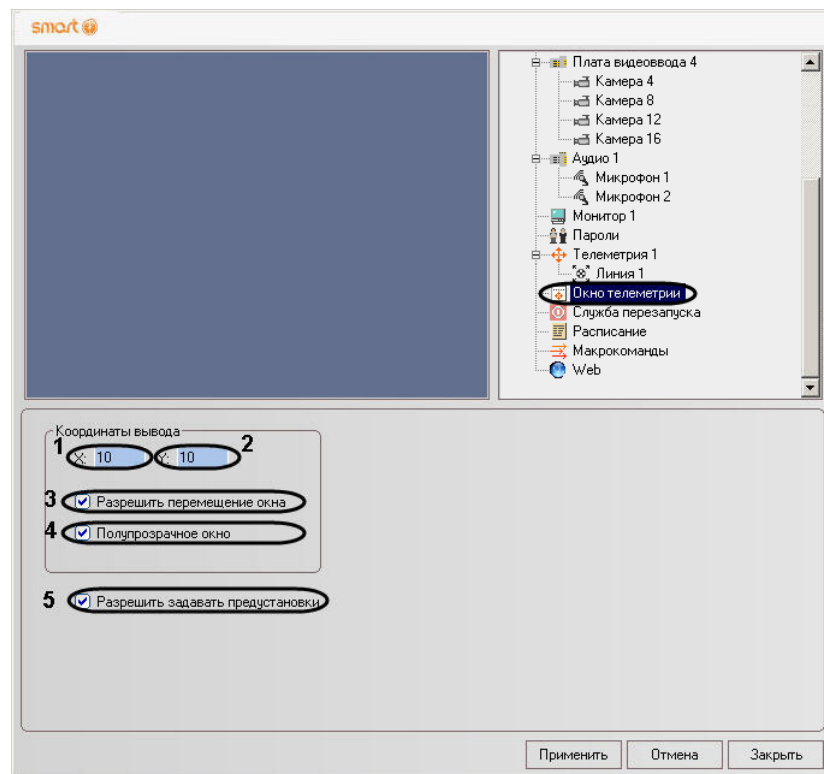 smart
Плата видеоввода 4
Камера 4
Камера 8
Камера 12
Камера 16
Аудио 1
Микрофон 1
Микрофон 2
Монитор 1
Пароли
Телеметрия 1
Линия 1
Окно телеметрии
Служба перезапуска
Расписание
Макрокоманды
Web
Координаты вывода
1 X: 10 Y: 10 2
3 Разрешить перемещение окна
4 Полупрозрачное окно
5 Разрешить задавать предустановки
Применить Отмена Закрыть